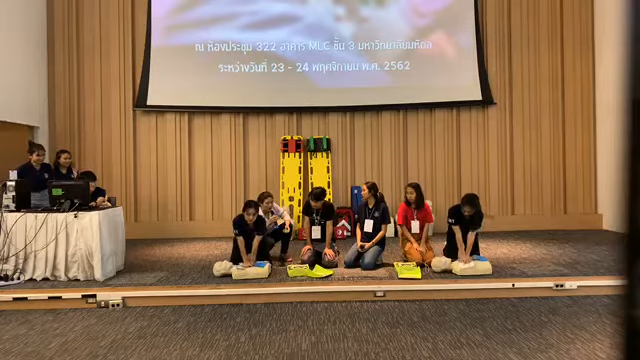 ณ ห้องประชุม 322 อาคาร MLC ชั้น 3 มหาวิทยาลัยมหิดล
ระหว่างวันที่ 23 - 24 พฤศจิกายน พ.ศ. 2562